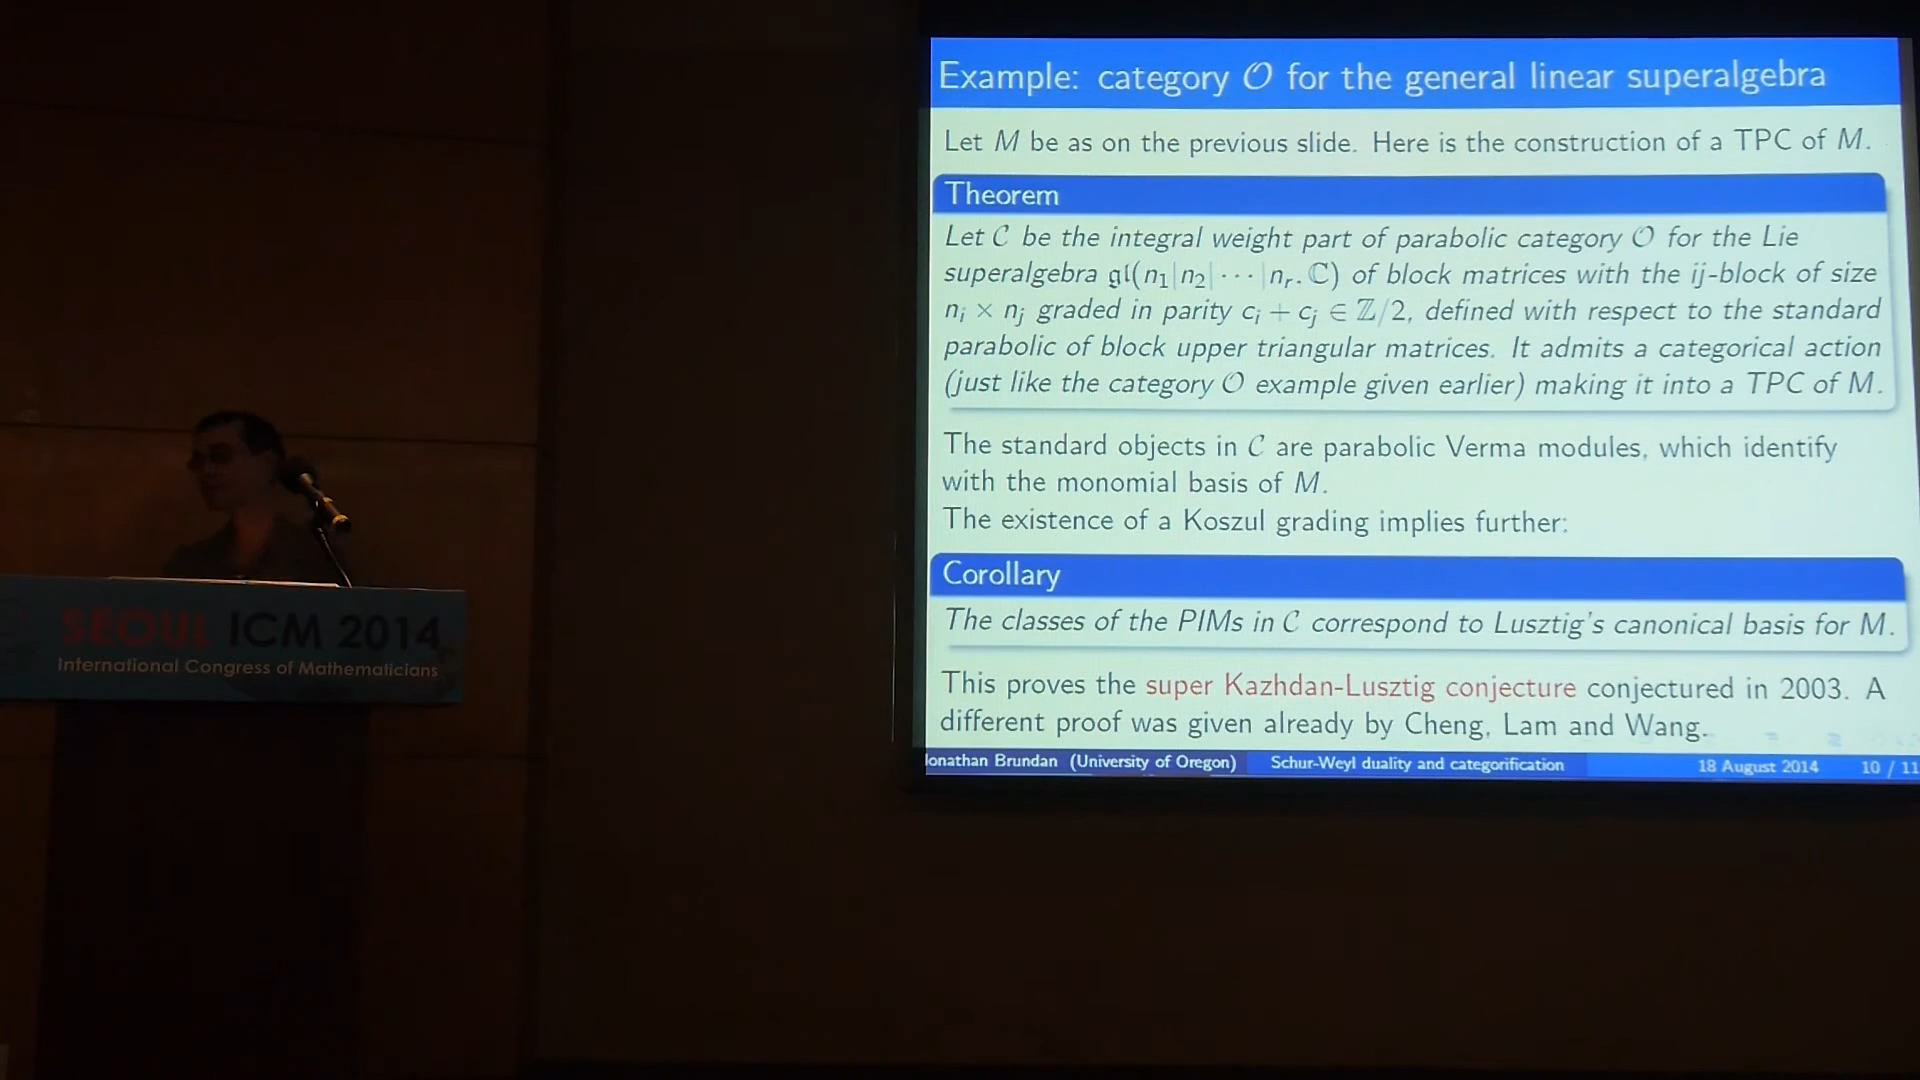 Example: category 𝒪 for the general linear superalgebra
Let M be as on the previous slide. Here is the construction of a TPC of M.
Theorem
Let 𝒞 be the integral weight part of parabolic category 𝒪 for the Lie
superalgebra 𝔤𝔩(n₁|n₂|···|nᵣ, ℂ) of block matrices with the ij-block of size
nᵢ × nⱼ graded in parity cᵢ + cⱼ ∈ ℤ/2, defined with respect to the standard
parabolic of block upper triangular matrices. It admits a categorical action
(just like the category 𝒪 example given earlier) making it into a TPC of M.
The standard objects in 𝒞 are parabolic Verma modules, which identify
with the monomial basis of M.
The existence of a Koszul grading implies further:
Corollary
The classes of the PIMs in 𝒞 correspond to Lusztig's canonical basis for M.
This proves the super Kazhdan-Lusztig conjecture conjectured in 2003. A
different proof was given already by Cheng, Lam and Wang.
Jonathan Brundan (University of Oregon) Schur-Weyl duality and categorification 18 August 2014 10 / 11
SEOUL ICM 2014
International Congress of Mathematicians